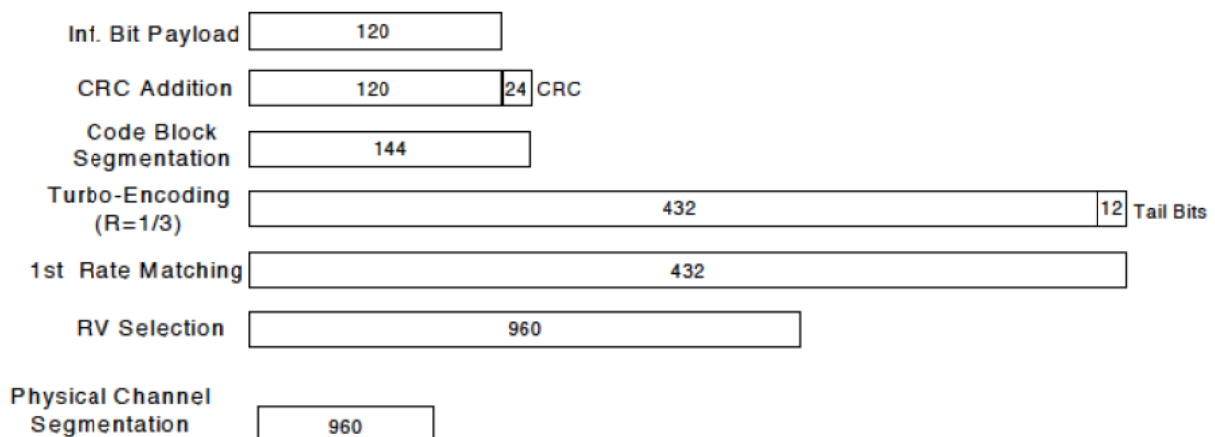 Inf. Bit Payload 120
CRC Addition 120 24 CRC
Code Block
Segmentation 144
Turbo-Encoding
(R=1/3) 432 12 Tail Bits
1st Rate Matching 432
RV Selection 960
Physical Channel
Segmentation 960